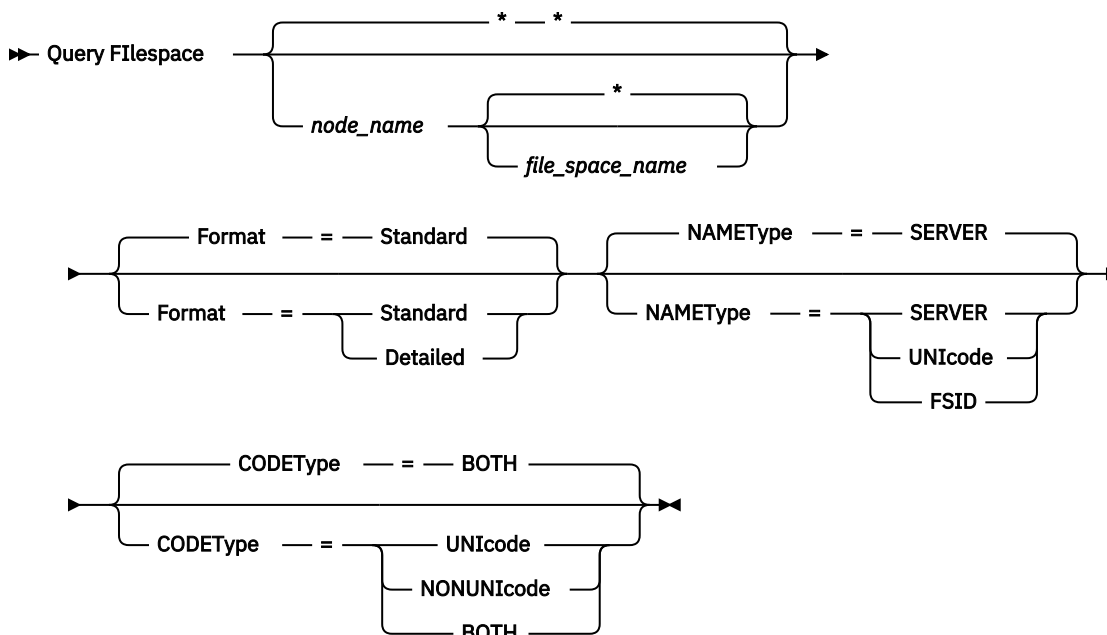 * *
Query FIlespace
*
node_name
file_space_name
Format = Standard NAMEType = SERVER
Format = Standard NAMEType = SERVER
Detailed UNIcode
FSID
CODEType = BOTH
CODEType = UNIcode
NONUNIcode
BOTH